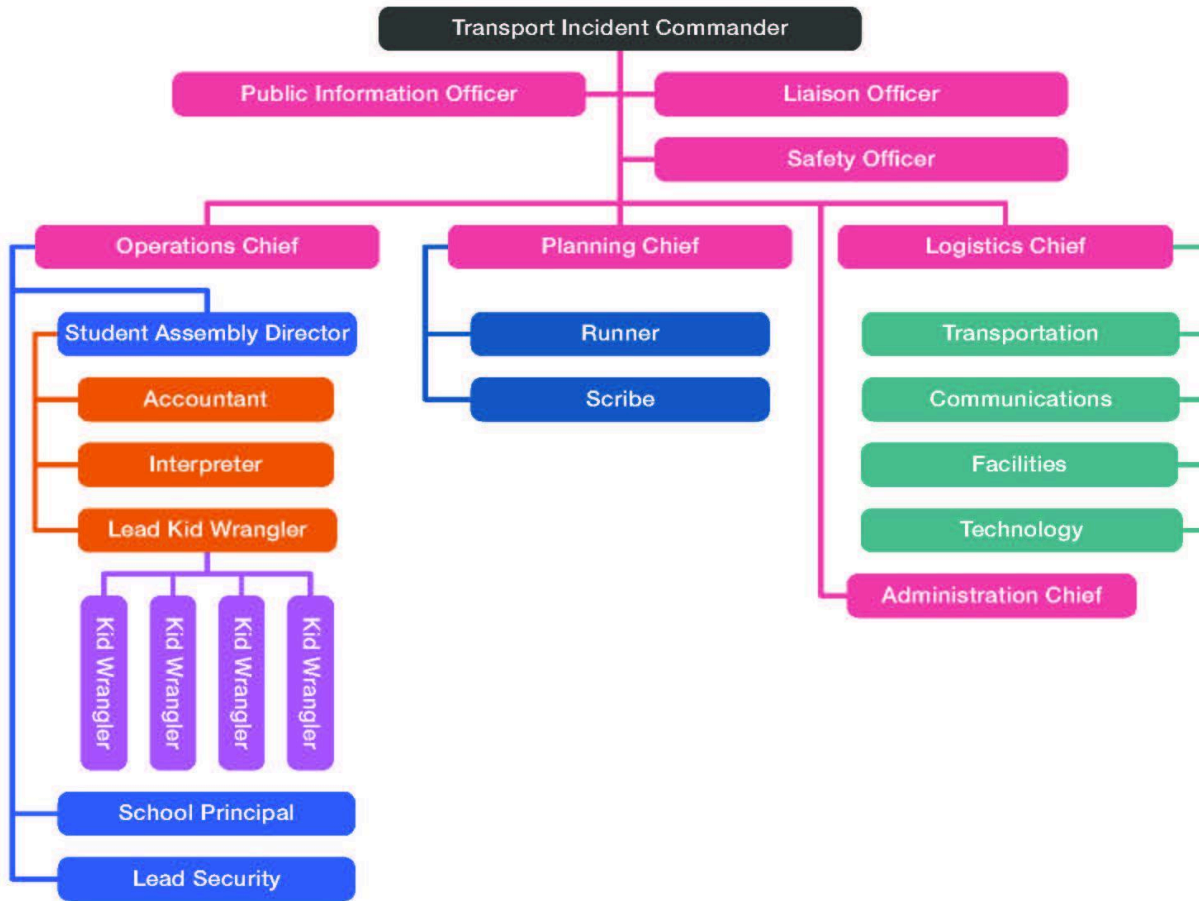 Transport Incident Commander
Public Information Officer
Liaison Officer
Safety Officer
Operations Chief
Planning Chief
Logistics Chief
Student Assembly Director
Runner
Transportation
Accountant
Scribe
Communications
Interpreter
Facilities
Lead Kid Wrangler
Technology
Administration Chief
Kid Wrangler
Kid Wrangler
Kid Wrangler
Kid Wrangler
School Principal
Lead Security